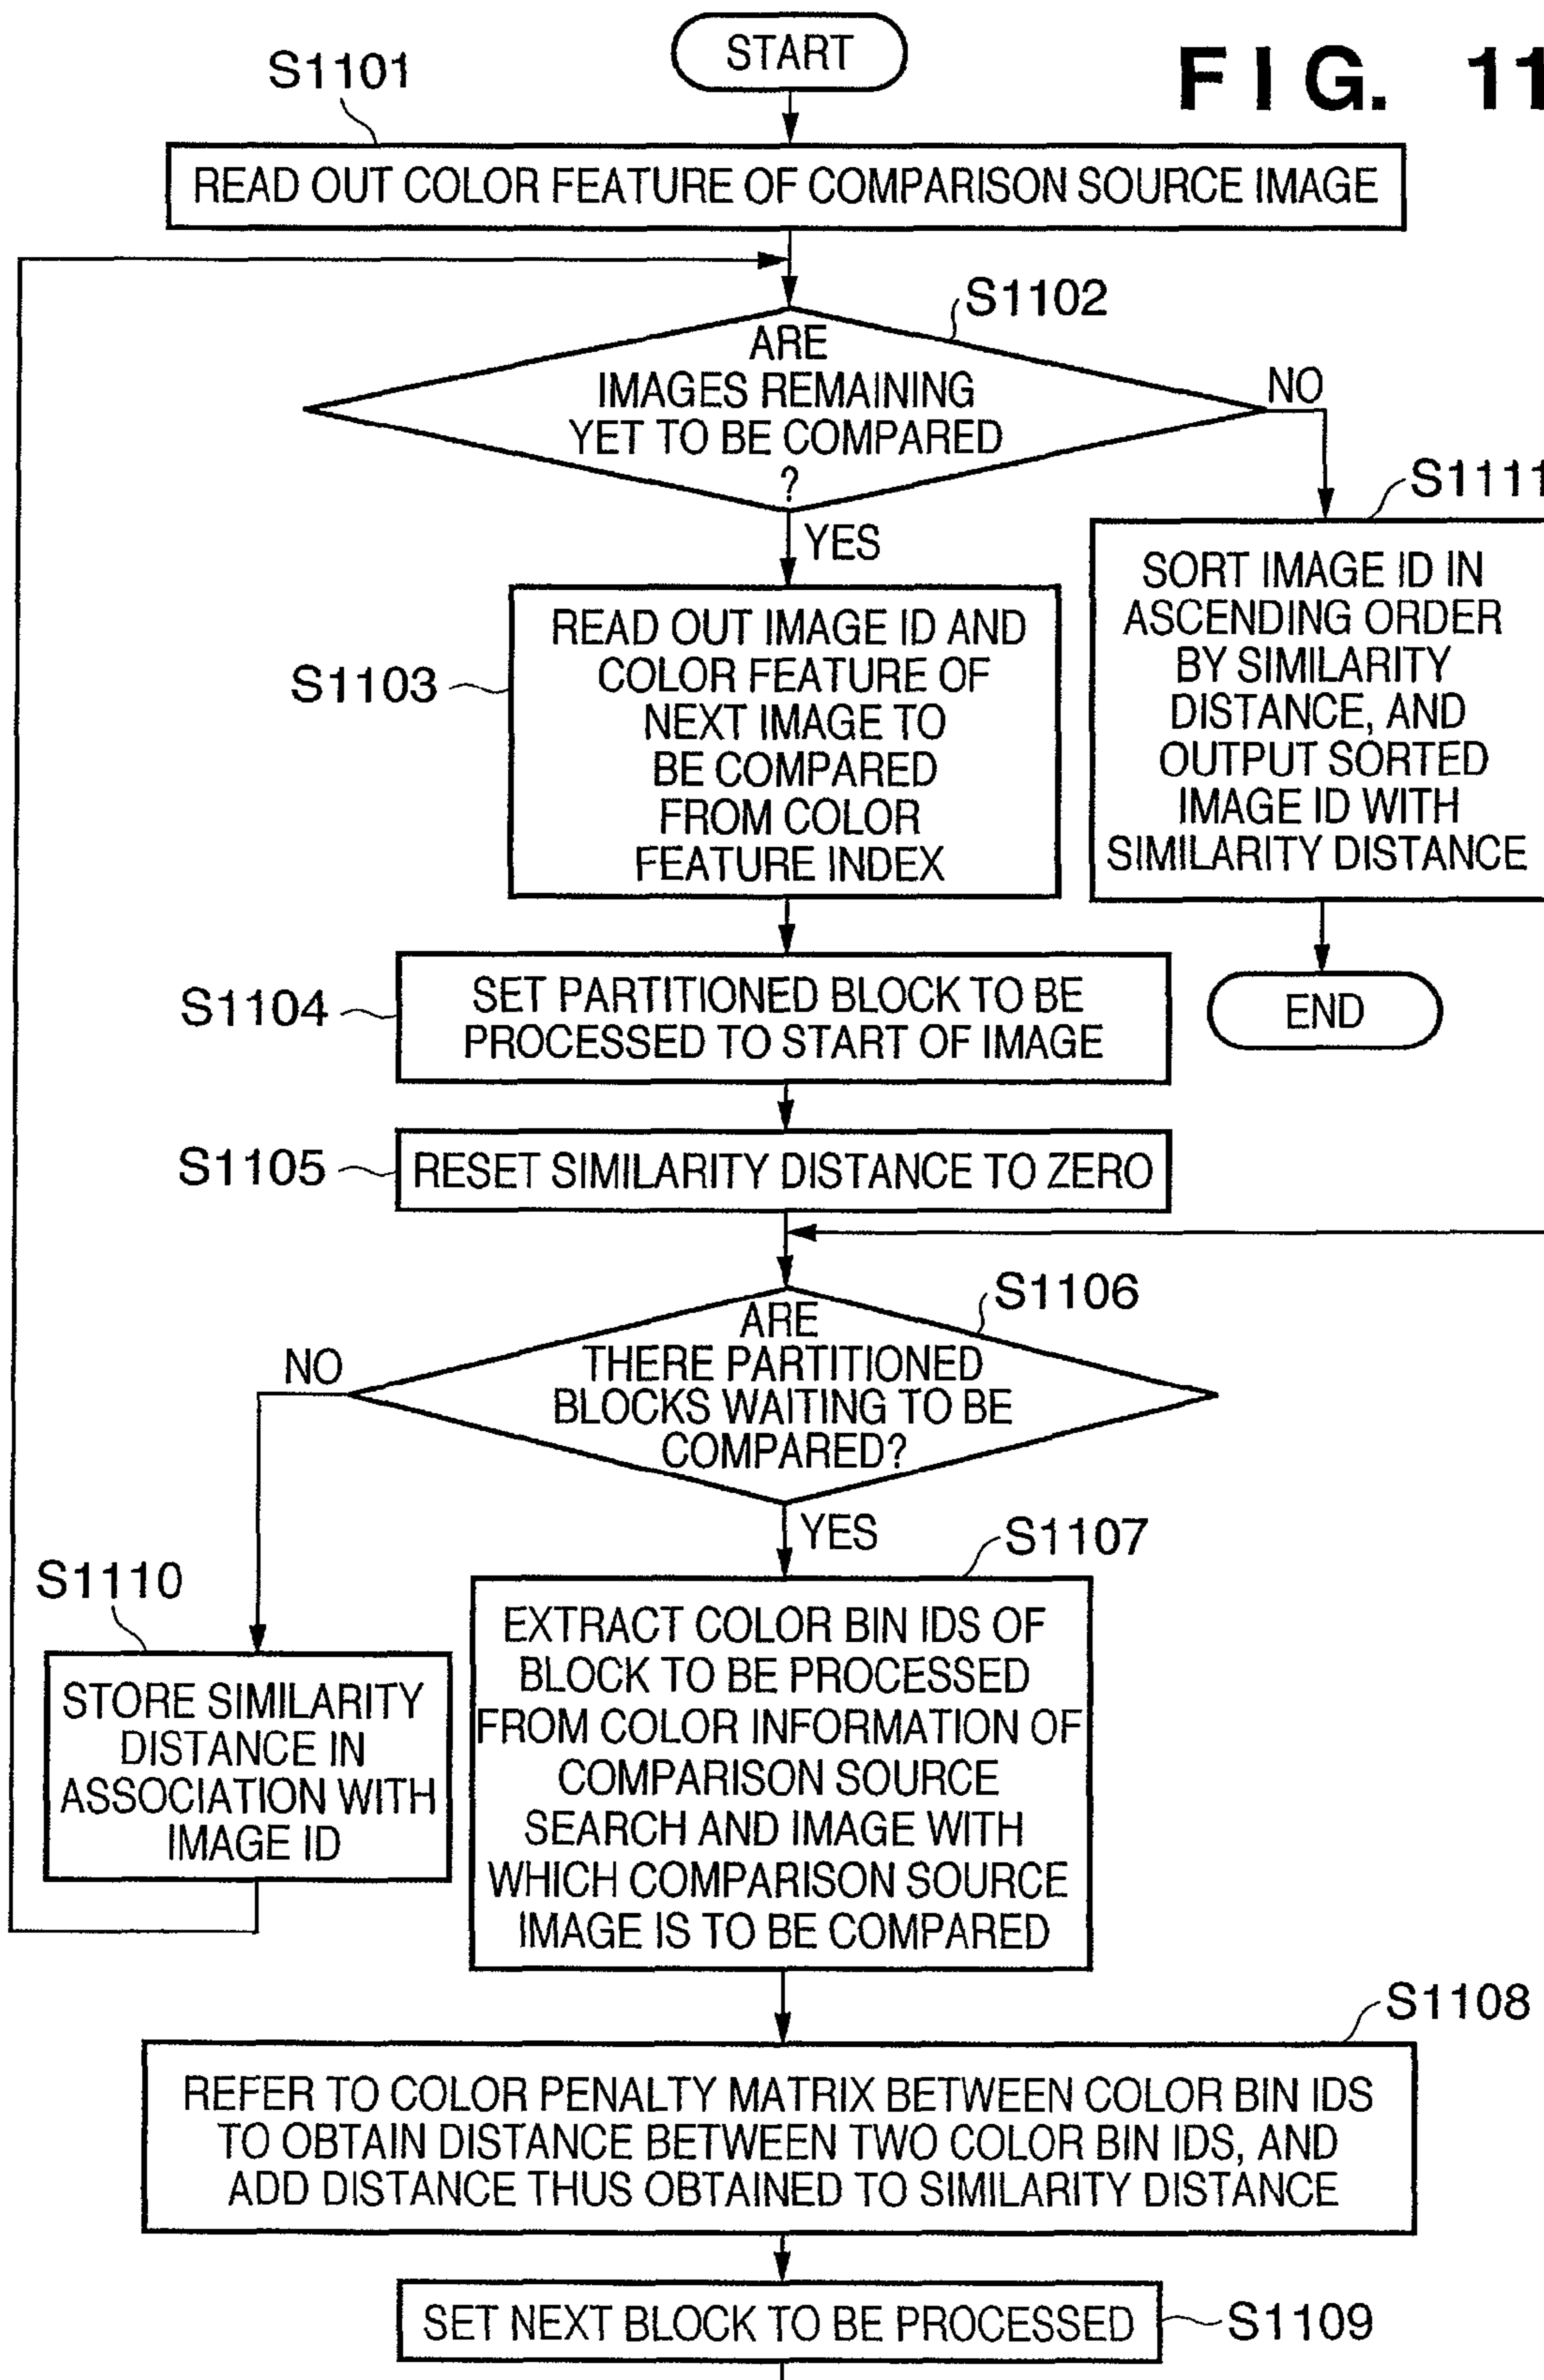 START
FIG. 11
S1101
READ OUT COLOR FEATURE OF COMPARISON SOURCE IMAGE
S1102
ARE
IMAGES REMAINING
YET TO BE COMPARED
?
NO
YES
S1111
SORT IMAGE ID IN
ASCENDING ORDER
BY SIMILARITY
DISTANCE, AND
OUTPUT SORTED
IMAGE ID WITH
SIMILARITY DISTANCE
END
S1103
READ OUT IMAGE ID AND
COLOR FEATURE OF
NEXT IMAGE TO
BE COMPARED
FROM COLOR
FEATURE INDEX
S1104
SET PARTITIONED BLOCK TO BE
PROCESSED TO START OF IMAGE
S1105
RESET SIMILARITY DISTANCE TO ZERO
S1106
ARE
THERE PARTITIONED
BLOCKS WAITING TO BE
COMPARED?
NO
YES
S1110
STORE SIMILARITY
DISTANCE IN
ASSOCIATION WITH
IMAGE ID
S1107
EXTRACT COLOR BIN IDS OF
BLOCK TO BE PROCESSED
FROM COLOR INFORMATION OF
COMPARISON SOURCE
SEARCH AND IMAGE WITH
WHICH COMPARISON SOURCE
IMAGE IS TO BE COMPARED
S1108
REFER TO COLOR PENALTY MATRIX BETWEEN COLOR BIN IDS
TO OBTAIN DISTANCE BETWEEN TWO COLOR BIN IDS, AND
ADD DISTANCE THUS OBTAINED TO SIMILARITY DISTANCE
SET NEXT BLOCK TO BE PROCESSED
S1109